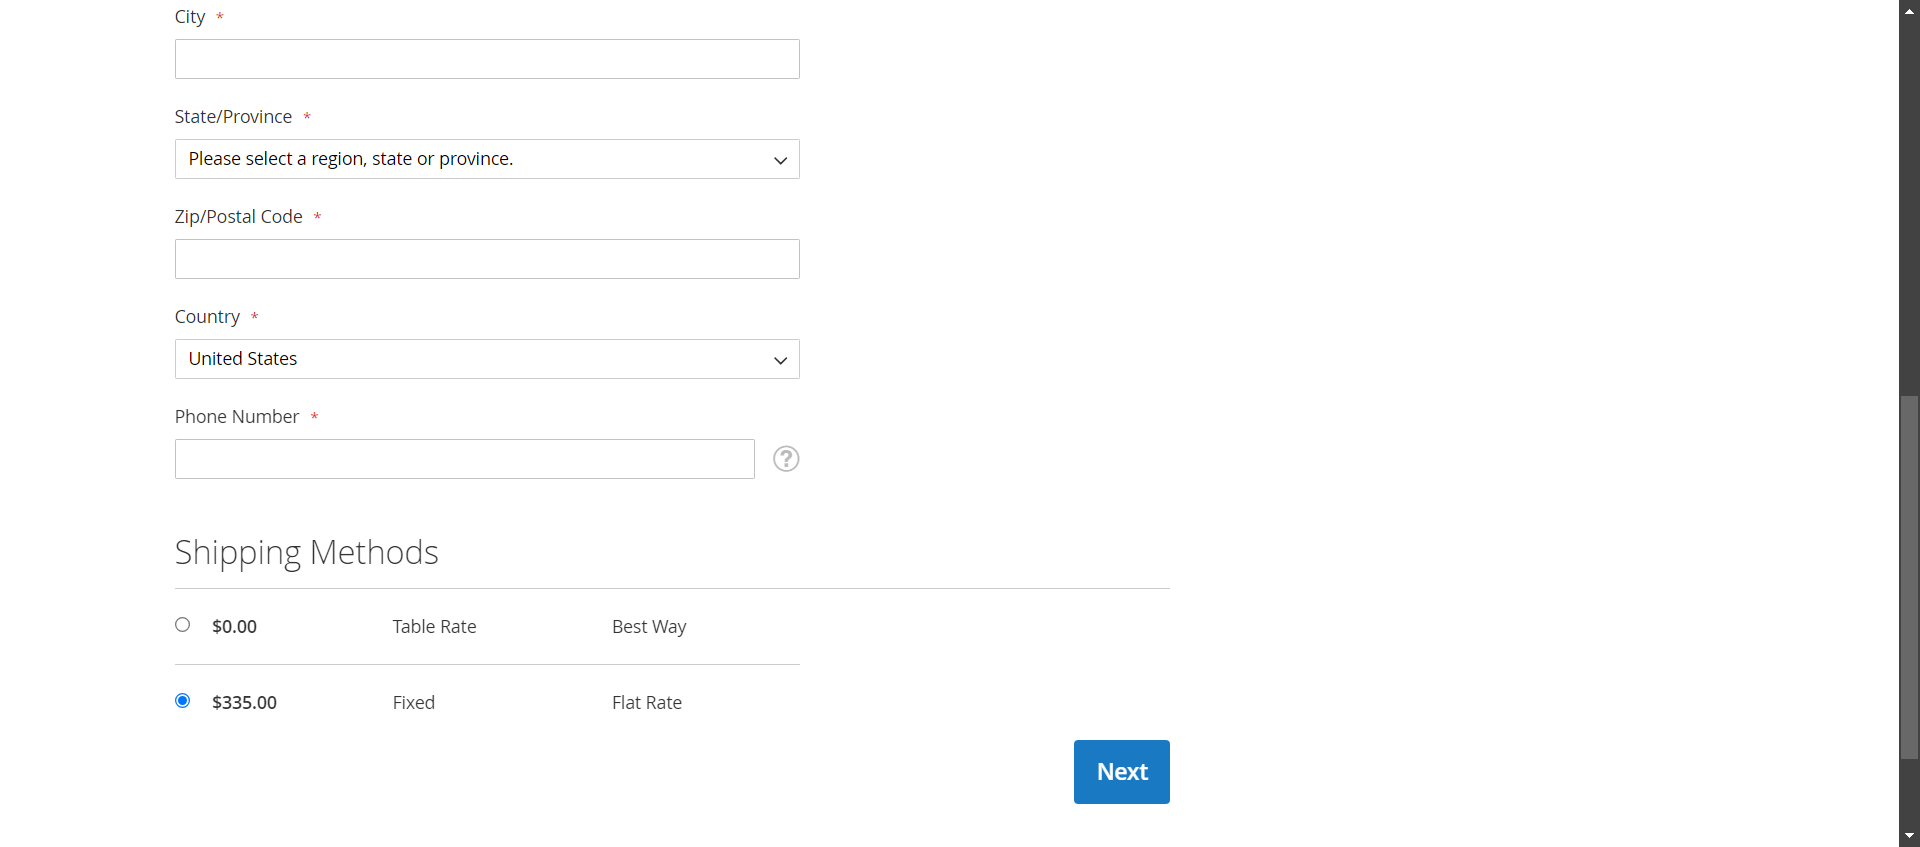 City *
State/Province *
Please select a region, state or province.
Zip/Postal Code *
Country *
United States
Phone Number *
?
Shipping Methods
$0.00 Table Rate Best Way
$335.00 Fixed Flat Rate
Next